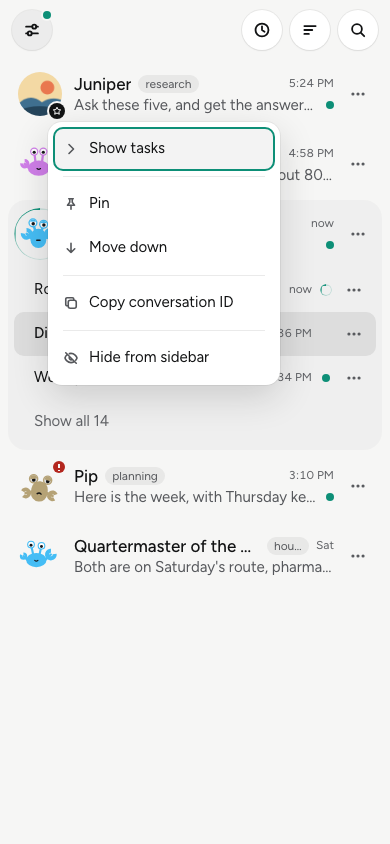 Juniper research 5:24 PM
Ask these five, and get the answer...
4:58 PM
out 80...
Show tasks
Pin
now
Move down
now
Copy conversation ID
Di
36 PM
Hide from sidebar
34 PM
Show all 14
Pip planning 3:10 PM
Here is the week, with Thursday ke...
Quartermaster of the ... hou... Sat
Both are on Saturday's route, pharma...